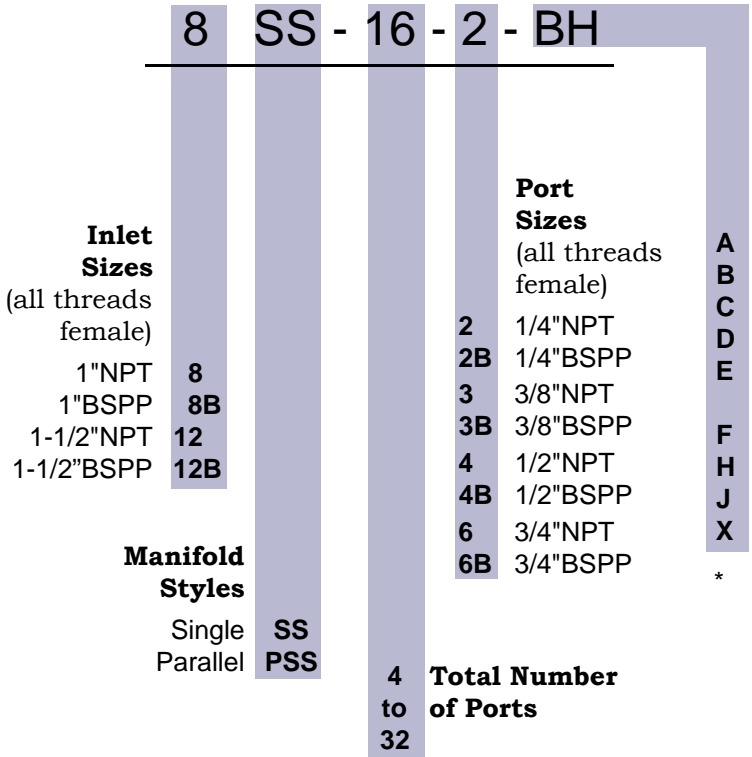 8 SS - 16 - 2 - BH
Inlet
Sizes
(all threads
female)
1"NPT 8
1"BSPP 8B
1-1/2"NPT 12
1-1/2”BSPP 12B
Manifold
Styles
Single SS
Parallel PSS
4
to
32
Total Number
of Ports
Port
Sizes
(all threads
female)
2 1/4"NPT
2B 1/4"BSPP
3 3/8"NPT
3B 3/8"BSPP
4 1/2"NPT
4B 1/2"BSPP
6 3/4"NPT
6B 3/4"BSPP
A
B
C
D
E
F
H
J
X
*